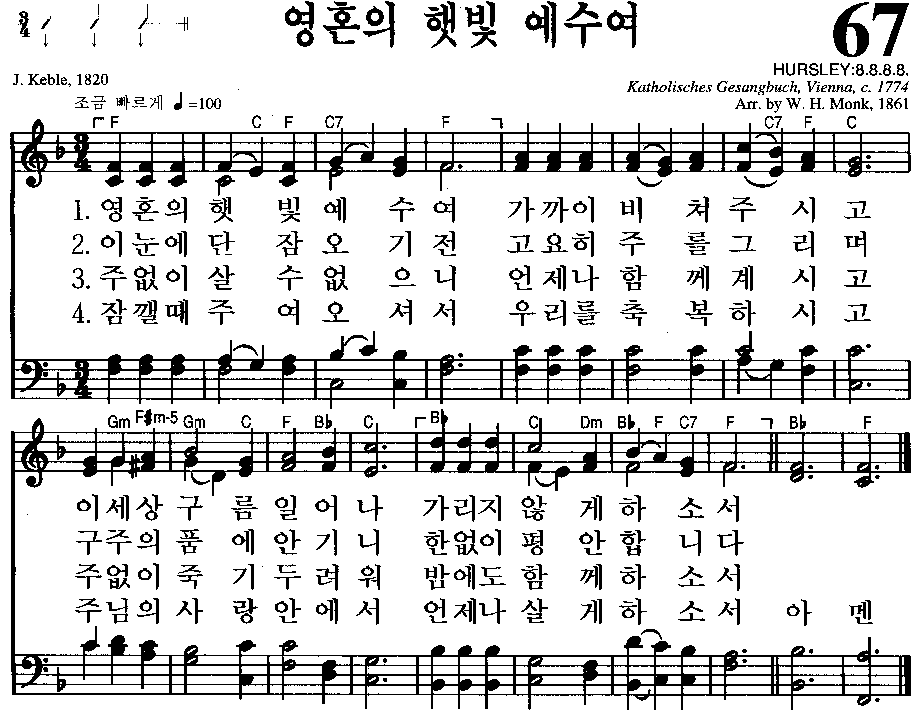 3/4 영혼의 햇빛 예수여 67
HURSLEY:8.8.8.8.
J. Keble, 1820
Katholisches Gesangbuch, Vienna, c. 1774
조금 빠르게 ♩=100
Arr. by W. H. Monk, 1861
F C F C7 F C7 F C
1. 영혼의 햇 빛 예 수 여 가까이 비 쳐 주 시 고
2. 이눈에 단 잠 오 기 전 고요히 주 를 그 리 며
3. 주없이 살 수 없 으 니 언제나 함 께 계 시 고
4. 잠깰때 주 여 오 셔 서 우리를 축 복 하 시 고
Gm F#m-5 Gm C F B♭ C B♭ C Dm B♭ F C7 F B♭ F
이세상 구 름 일 어 나 가리지 않 게 하 소 서
구주의 품 에 안 기 니 한없이 평 안 합 니 다
주없이 죽 기 두 려 워 밤에도 함 께 하 소 서
주님의 사 랑 안 에 서 언제나 살 게 하 소 서 아 멘